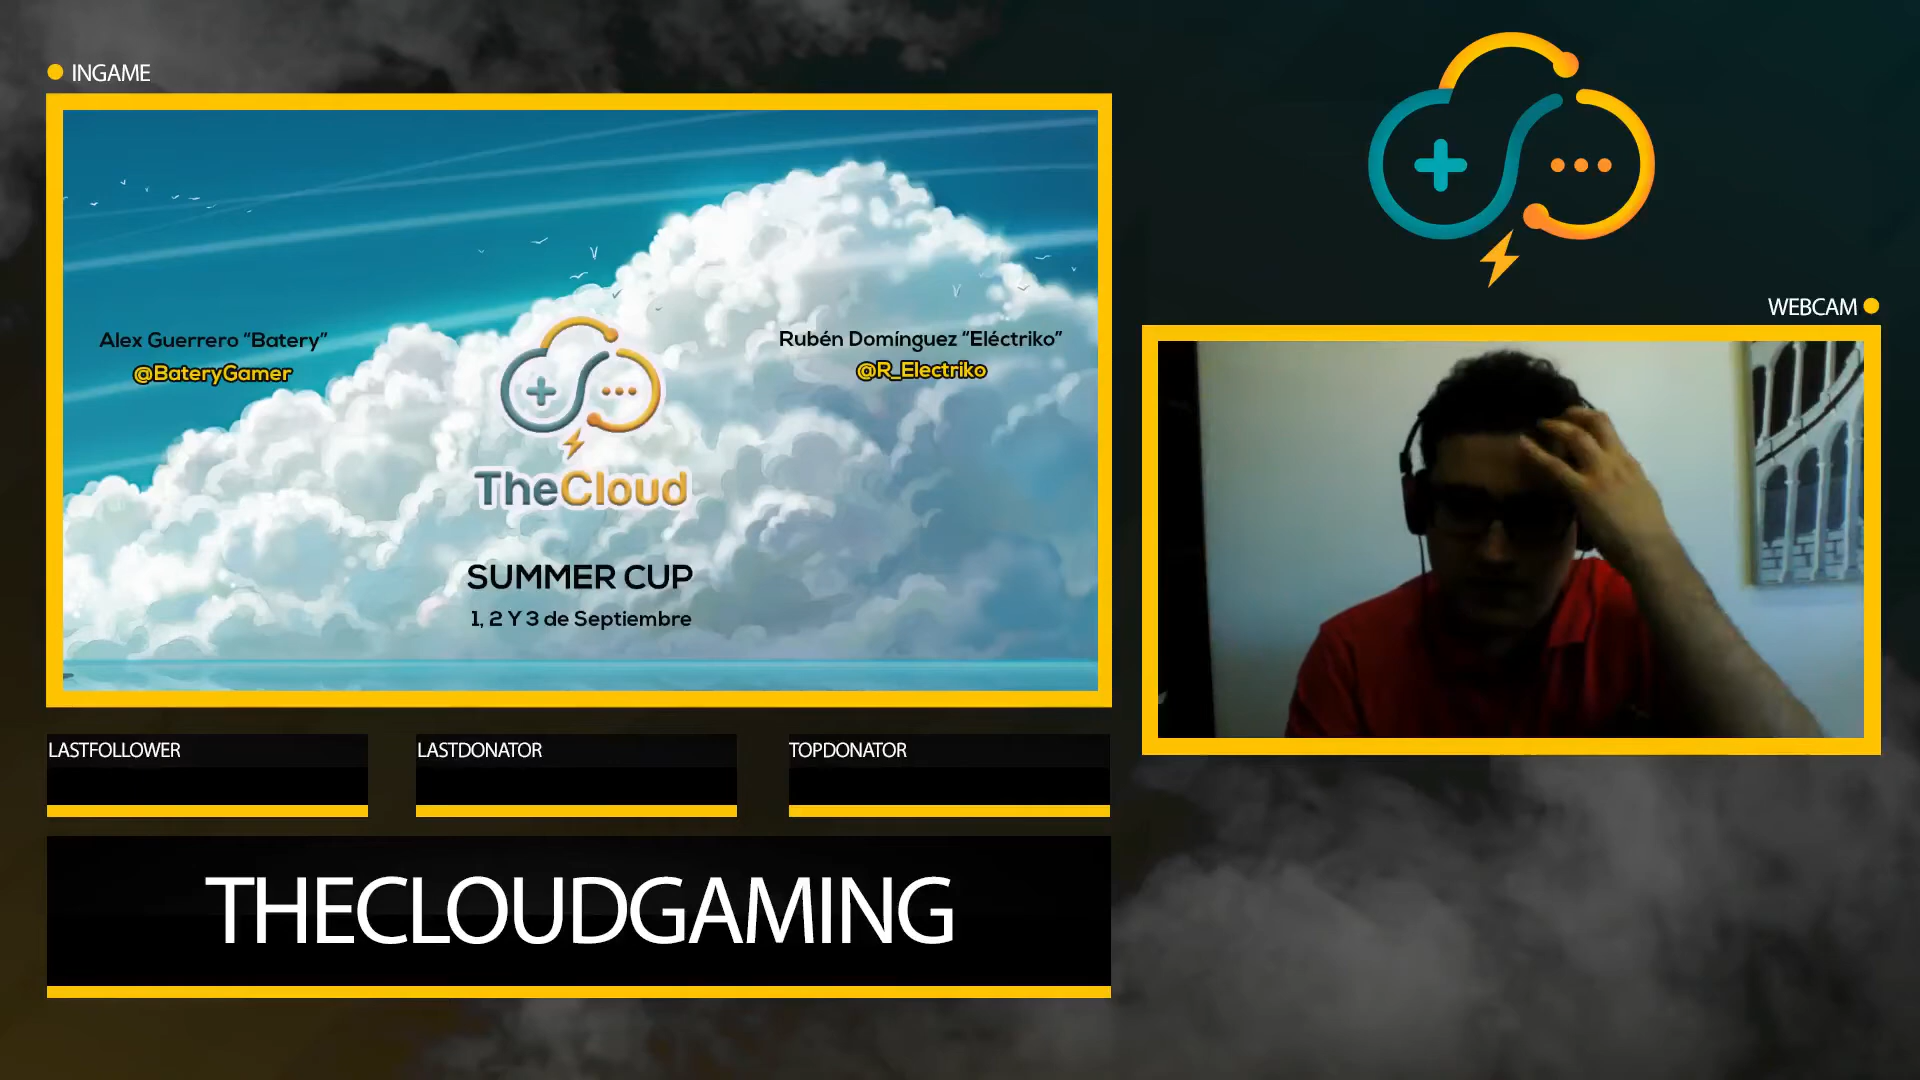 INGAME
Alex Guerrero “Batery”
@BateryGamer
Rubén Domínguez “Eléctriko”
@R_Electriko
TheCloud
SUMMER CUP
1, 2 Y 3 de Septiembre
WEBCAM
LASTFOLLOWER
LASTDONATOR
TOPDONATOR
THECLOUDGAMING